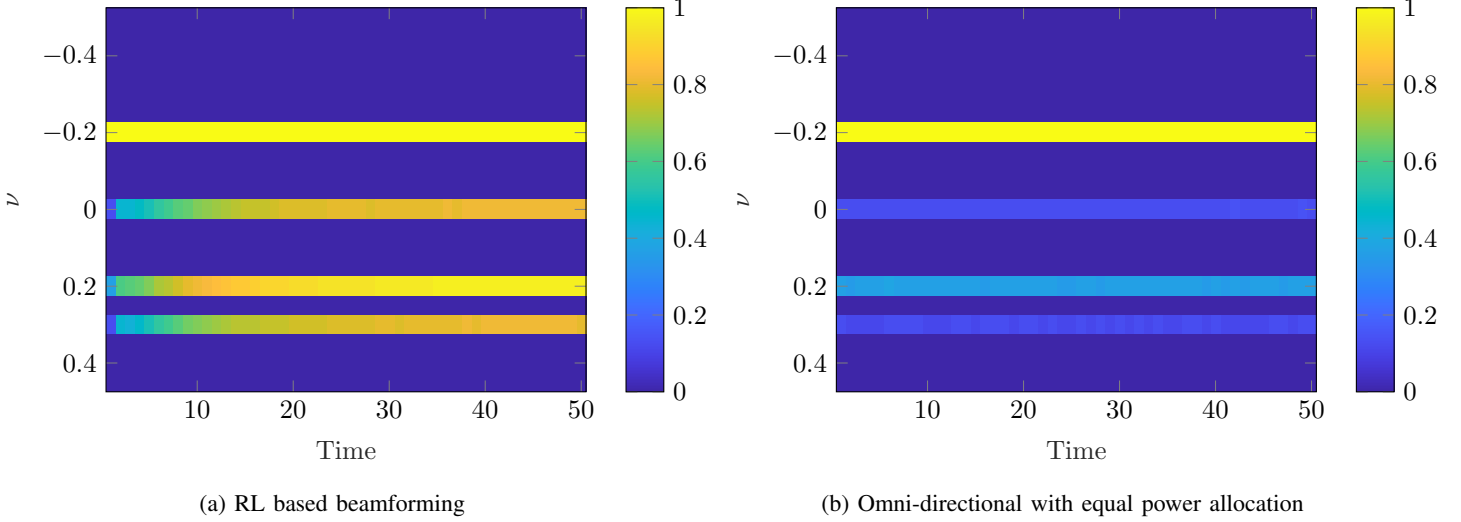 −0.4
−0.2
0
0.2
0.4
ν
10 20 30 40 50
Time
1
0.8
0.6
0.4
0.2
0
(a) RL based beamforming
−0.4
−0.2
0
0.2
0.4
ν
10 20 30 40 50
Time
1
0.8
0.6
0.4
0.2
0
(b) Omni-directional with equal power allocation